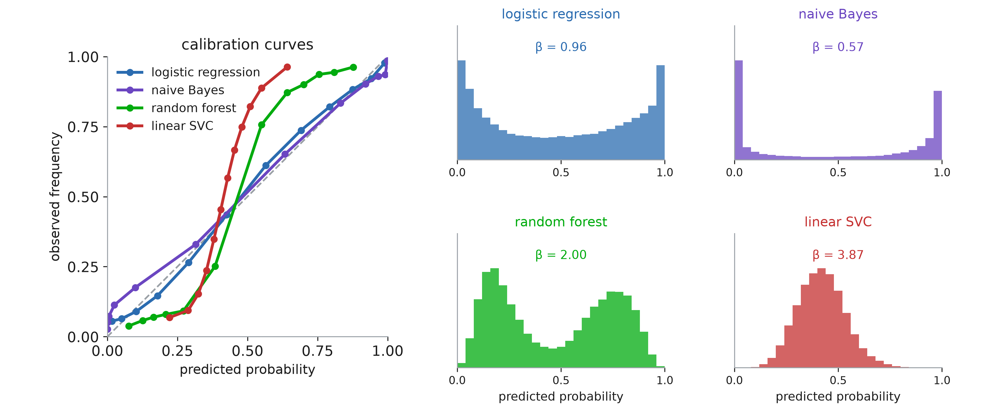 calibration curves
1.00
0.75
0.50
0.25
0.00
observed frequency
logistic regression
naive Bayes
random forest
linear SVC
0.00 0.25 0.50 0.75 1.00
predicted probability
logistic regression
β = 0.96
0.0 0.5 1.0
naive Bayes
β = 0.57
0.0 0.5 1.0
random forest
β = 2.00
0.0 0.5 1.0
predicted probability
linear SVC
β = 3.87
0.0 0.5 1.0
predicted probability